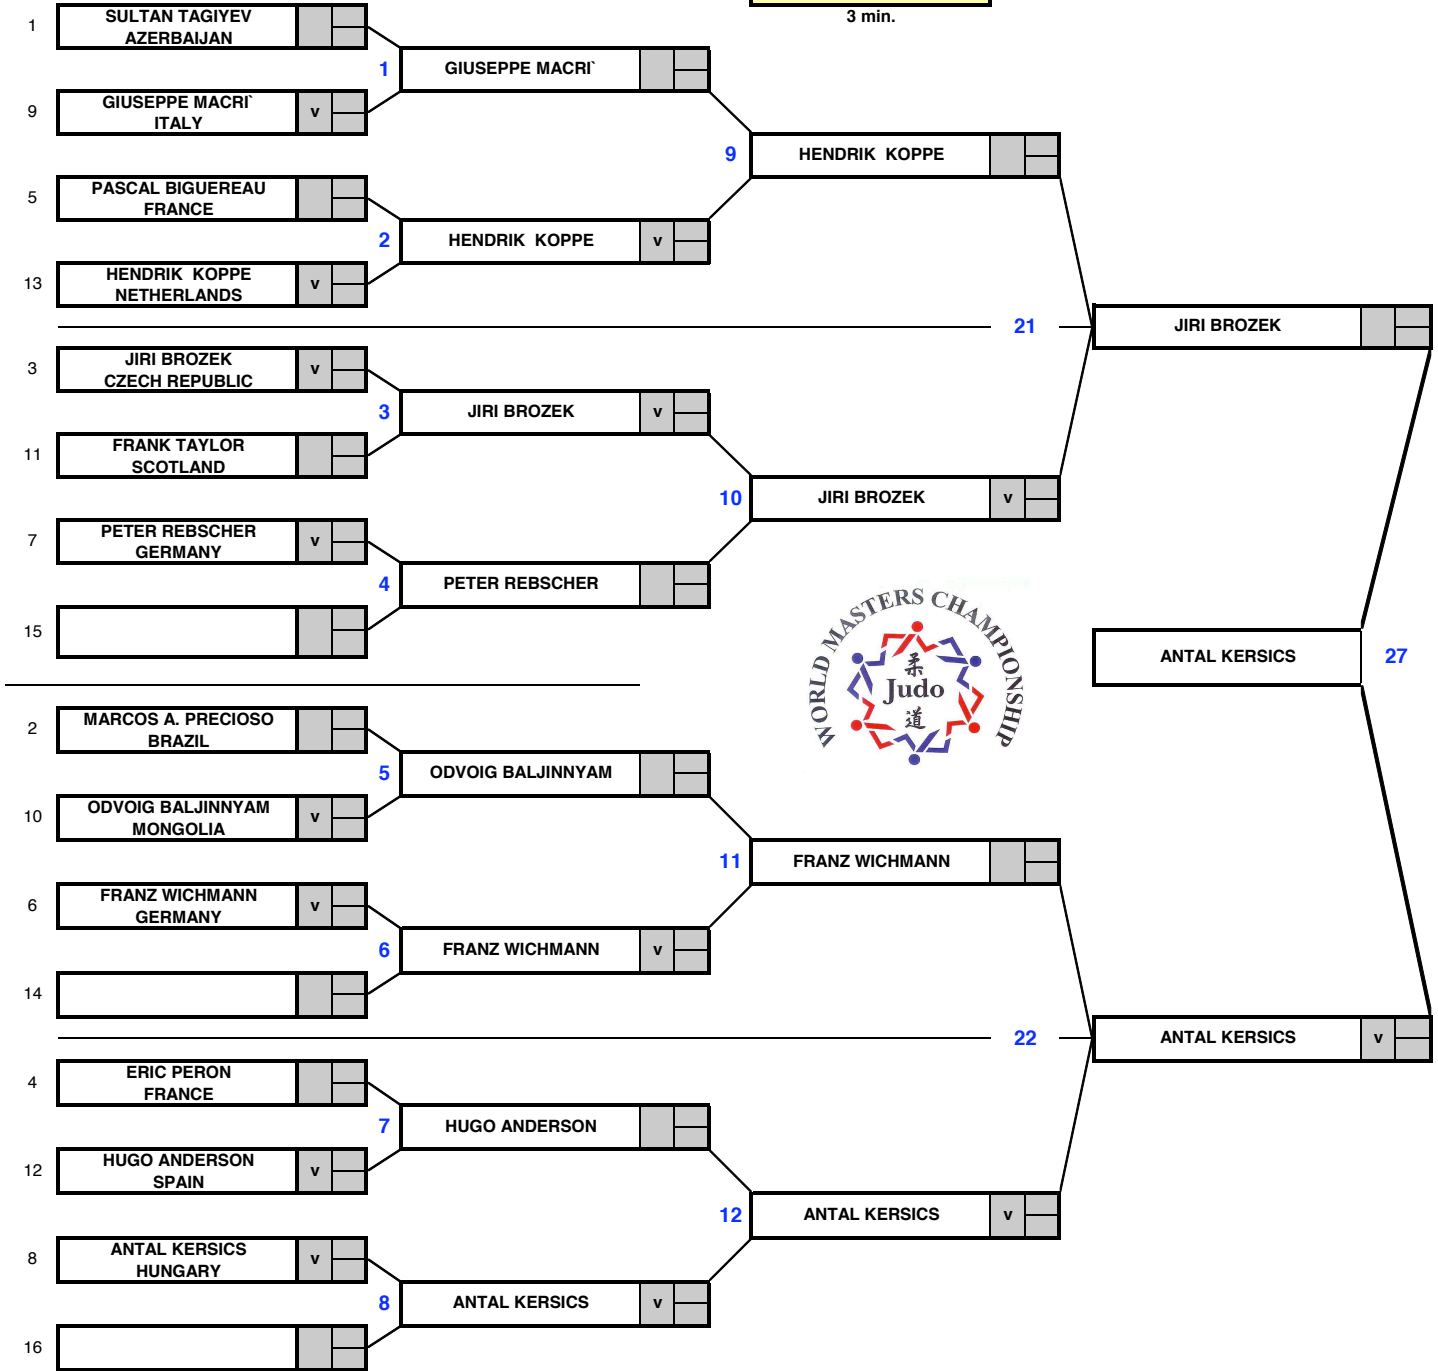 3 min.
1
SULTAN TAGIYEV
AZERBAIJAN
1
GIUSEPPE MACRI`
9
GIUSEPPE MACRI`
ITALY
v
9
HENDRIK KOPPE
5
PASCAL BIGUEREAU
FRANCE
2
HENDRIK KOPPE
v
13
HENDRIK KOPPE
NETHERLANDS
v
21
JIRI BROZEK
3
JIRI BROZEK
CZECH REPUBLIC
v
3
JIRI BROZEK
v
11
FRANK TAYLOR
SCOTLAND
10
JIRI BROZEK
v
7
PETER REBSCHER
GERMANY
v
4
PETER REBSCHER
15
WORLD MASTERS CHAMPIONSHIP
柔
Judo
道
ANTAL KERSICS
27
2
MARCOS A. PRECIOSO
BRAZIL
5
ODVOIG BALJINNYAM
10
ODVOIG BALJINNYAM
MONGOLIA
v
11
FRANZ WICHMANN
6
FRANZ WICHMANN
GERMANY
v
6
FRANZ WICHMANN
v
14
22
ANTAL KERSICS
v
4
ERIC PERON
FRANCE
7
HUGO ANDERSON
12
HUGO ANDERSON
SPAIN
v
12
ANTAL KERSICS
v
8
ANTAL KERSICS
HUNGARY
v
8
ANTAL KERSICS
v
16